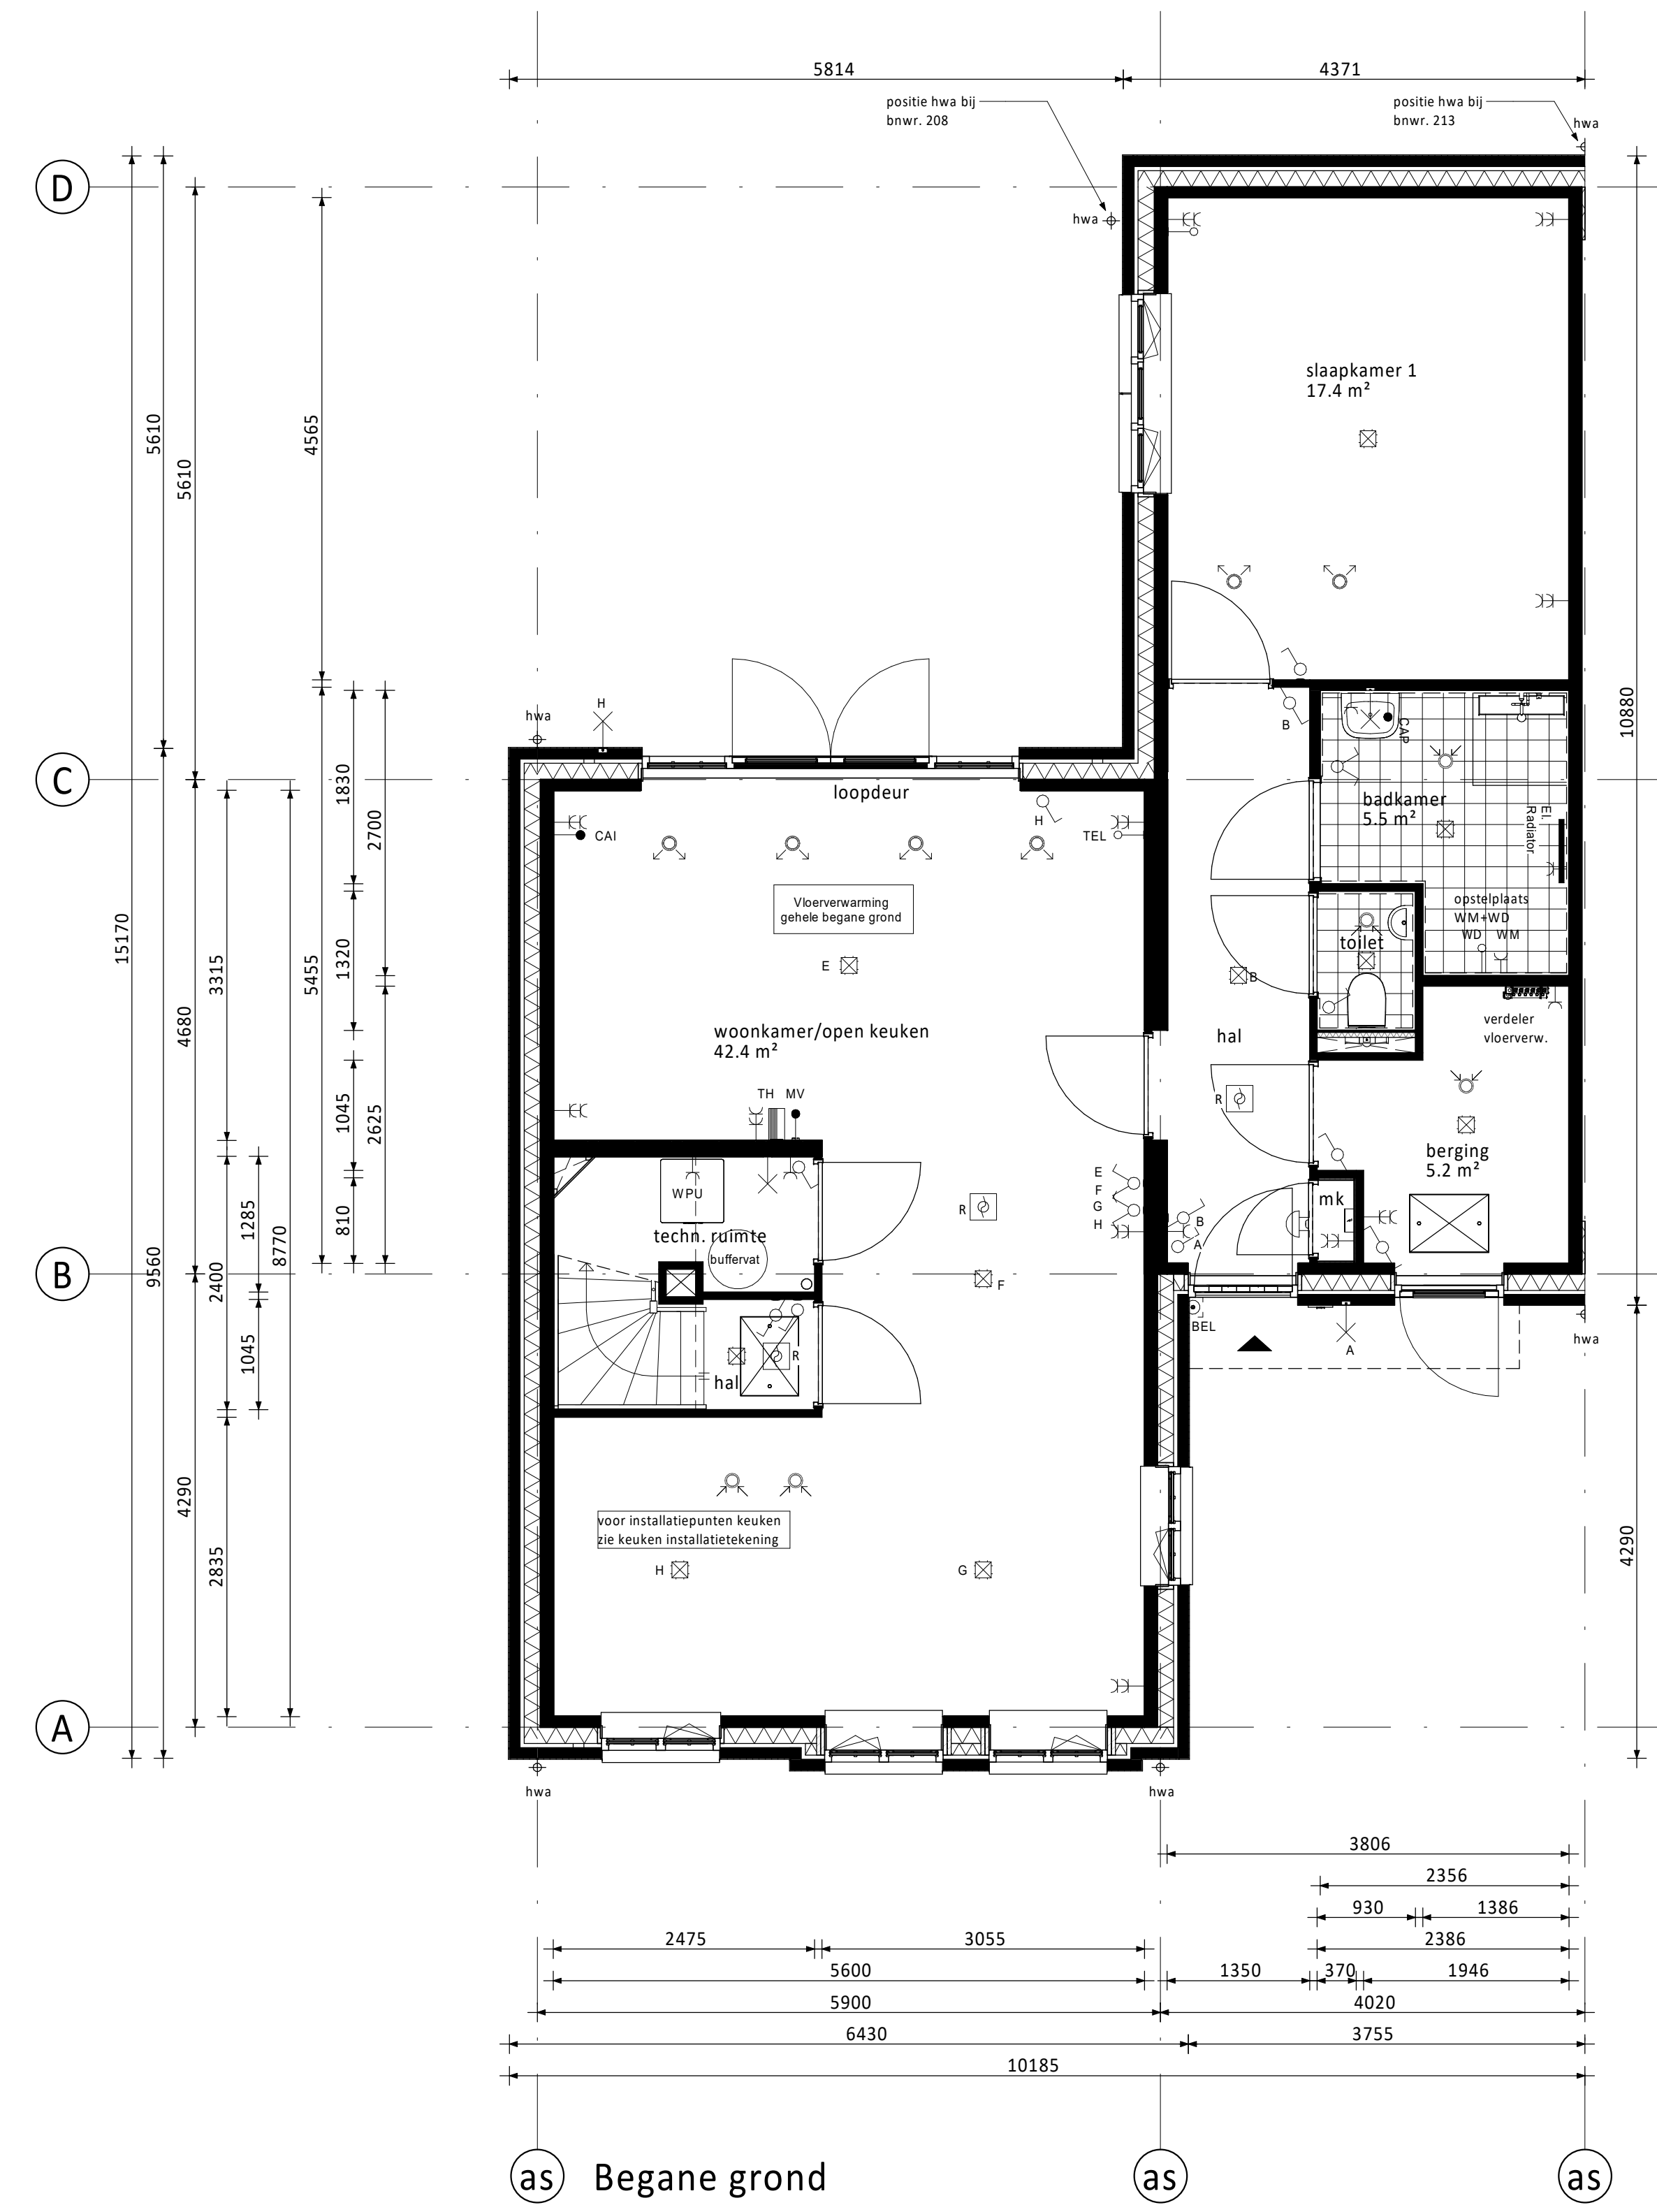 5814
4371
positie hwa bij
bnwr. 208
positie hwa bij
bnwr. 213
hwa
D
hwa
slaapkamer 1
17.4 m²
5610
5610
4565
10880
H
hwa
B
CAP
C
loopdeur
badkamer
5.5 m²
El.
Radiator
H
CAI
TEL
1830
2700
Vloerverwarming
gehele begane grond
opstelplaats
WM+WD
WD
WM
toilet
15170
3315
5455
1320
4680
E
B
woonkamer/open keuken
42.4 m²
hal
verdeler
vloerverw.
TH
MV
R
1045
2625
berging
5.2 m²
E
F
G
H
WPU
R
mk
B
A
techn. ruimte
buffervat
1285
810
8770
9560
2400
B
F
BEL
A
hwa
1045
R
hal
4290
2835
voor installatiepunten keuken
zie keuken installatietekening
H
G
4290
A
hwa
hwa
3806
2356
930
1386
2475
3055
2386
5600
1350
370
1946
5900
4020
6430
3755
10185
as
Begane grond
as
as